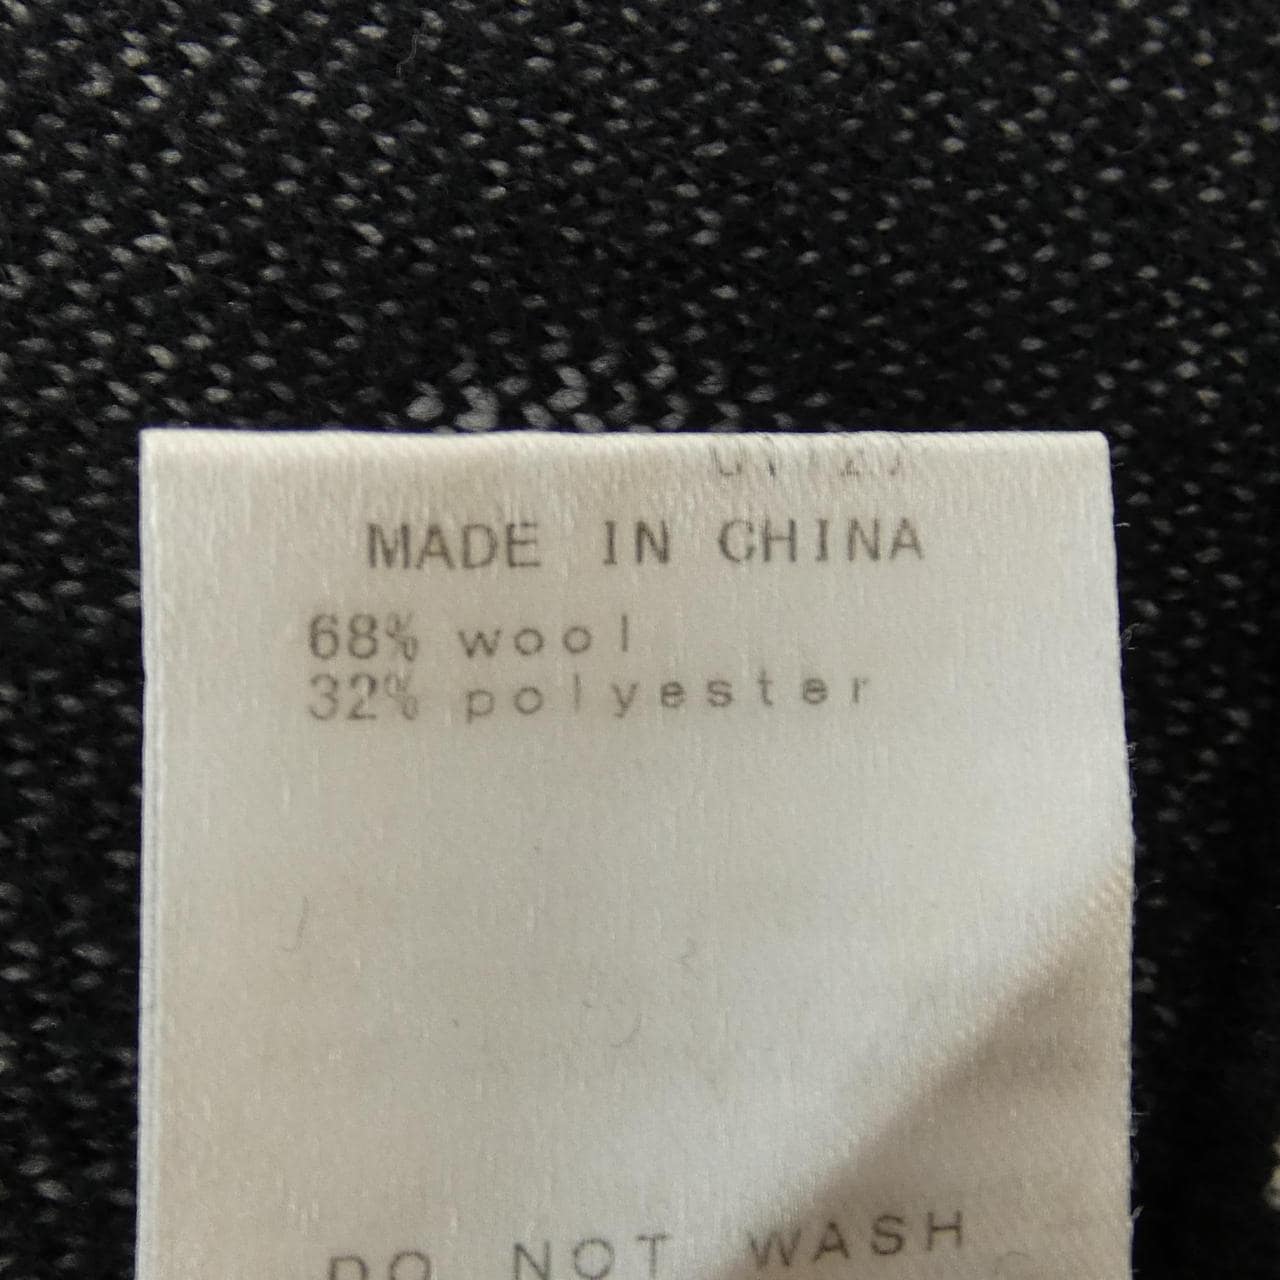 MADE IN CHINA
68% wool
32% polyester
DO NOT WASH